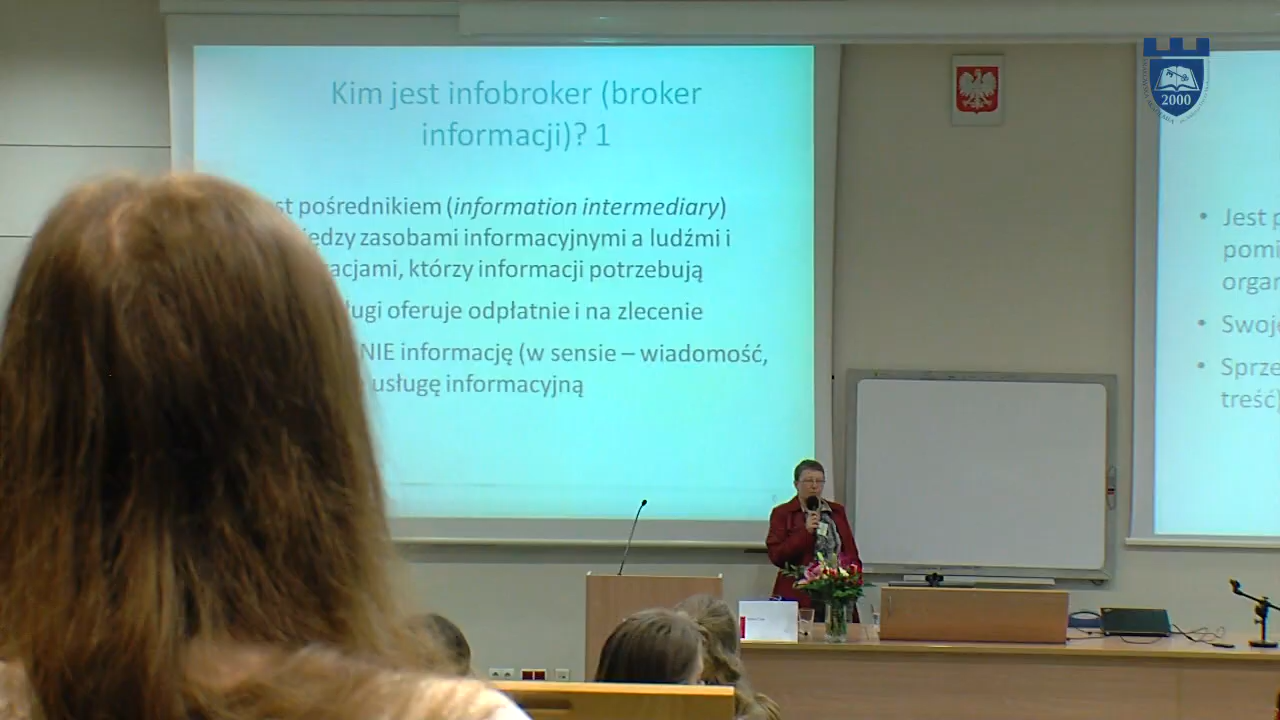 Kim jest infobroker (broker
informacji)? 1
st pośrednikiem (information intermediary)
iędzy zasobami informacyjnymi a ludźmi i
acjami, którzy informacji potrzebują
ugi oferuje odpłatnie i na zlecenie
NIE informację (w sensie – wiadomość,
usługę informacyjną
2000
• Jest p
pomi
organ
• Swoj
• Sprze
treść)